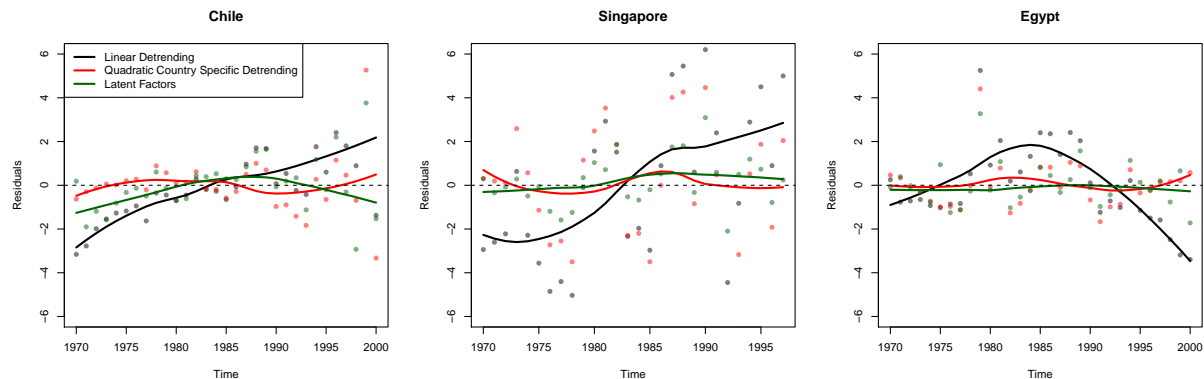 Chile
Singapore
Egypt
Linear Detrending
Quadratic Country Specific Detrending
Latent Factors
Residuals
6
4
2
0
−2
−4
−6
1970 1975 1980 1985 1990 1995 2000
Time
Residuals
6
4
2
0
−2
−4
−6
1970 1975 1980 1985 1990 1995
Time
Residuals
6
4
2
0
−2
−4
−6
1970 1975 1980 1985 1990 1995 2000
Time